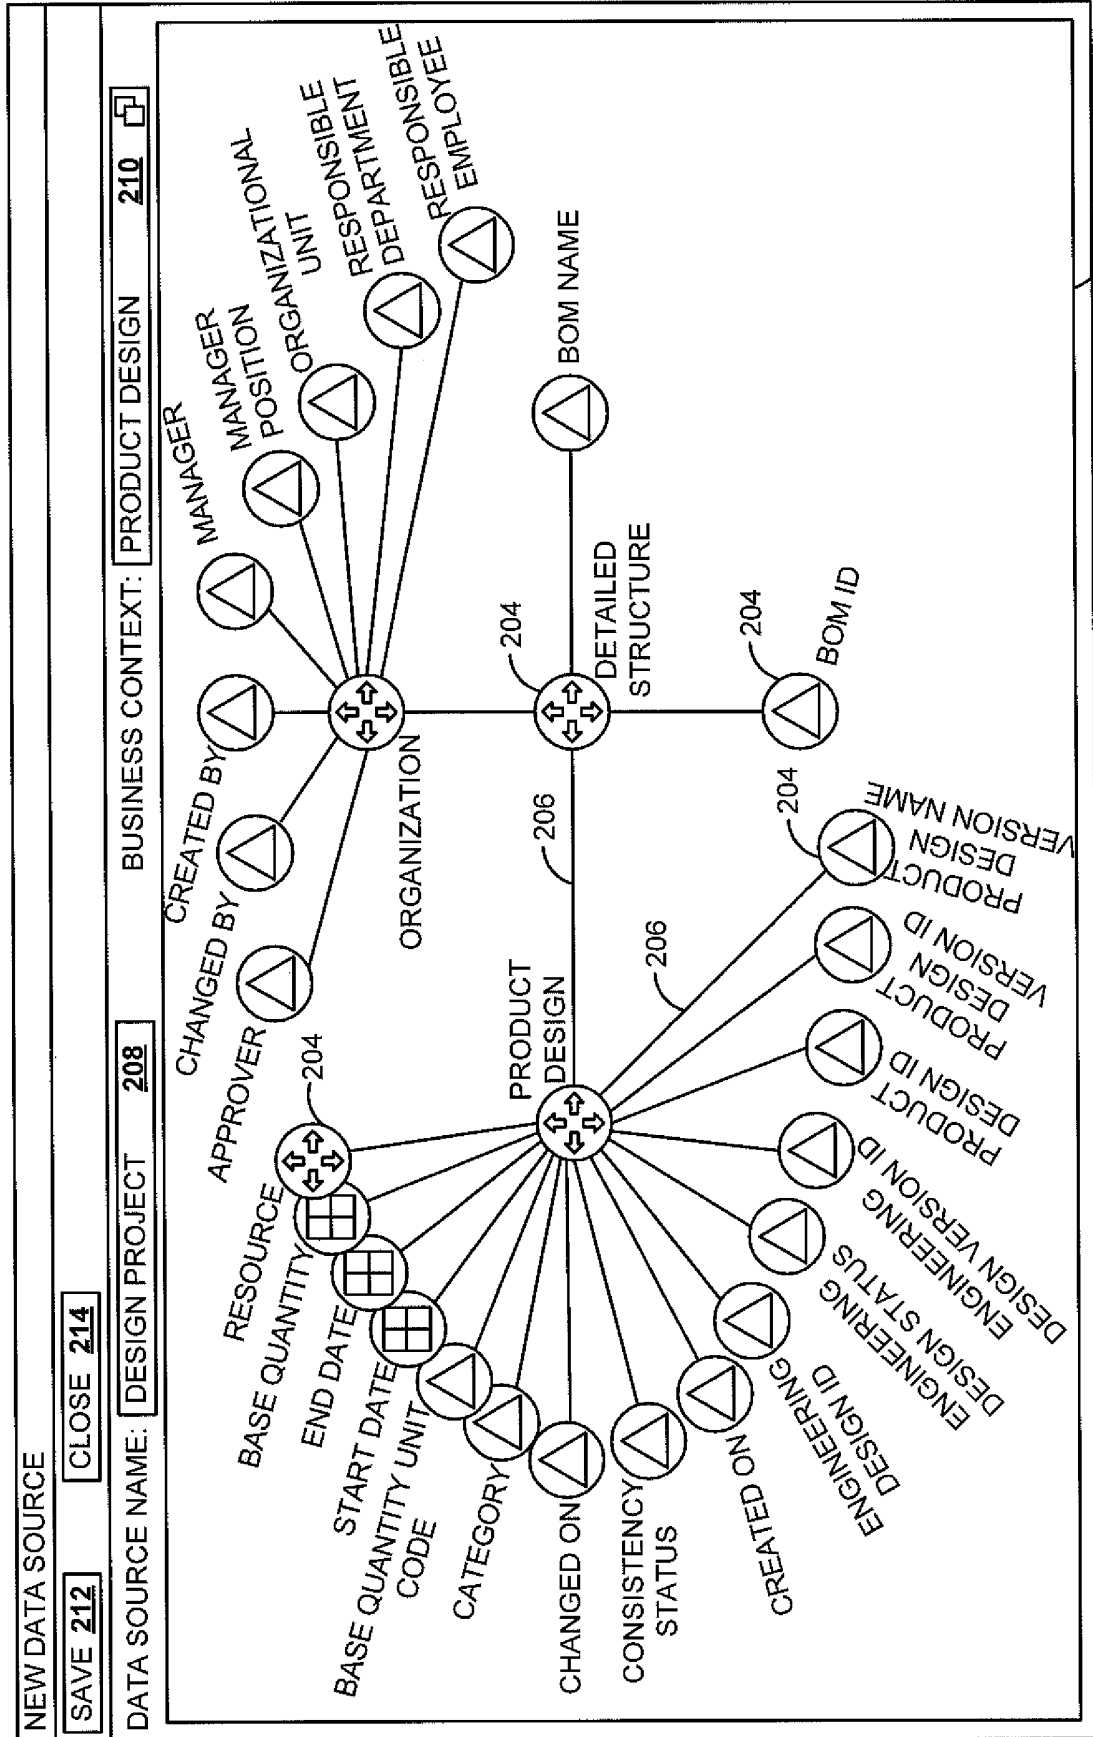 NEW DATA SOURCE
SAVE 212
CLOSE 214
DATA SOURCE NAME: DESIGN PROJECT 208
BUSINESS CONTEXT: PRODUCT DESIGN 210
APPROVER
CHANGED BY
CREATED BY
MANAGER
MANAGER
POSITION
ORGANIZATIONAL
UNIT
RESPONSIBLE
DEPARTMENT
RESPONSIBLE
EMPLOYEE
ORGANIZATION
204
DETAILED
STRUCTURE
BOM NAME
204
BOM ID
206
PRODUCT
DESIGN
204
RESOURCE
BASE QUANTITY
END DATE
START DATE
BASE QUANTITY UNIT
CODE
CATEGORY
CHANGED ON
CONSISTENCY
STATUS
CREATED ON
ENGINEERING
DESIGN ID
ENGINEERING
DESIGN STATUS
ENGINEERING
DESIGN VERSION ID
PRODUCT
DESIGN ID
PRODUCT
DESIGN
VERSION ID
PRODUCT
DESIGN
VERSION NAME
206
204